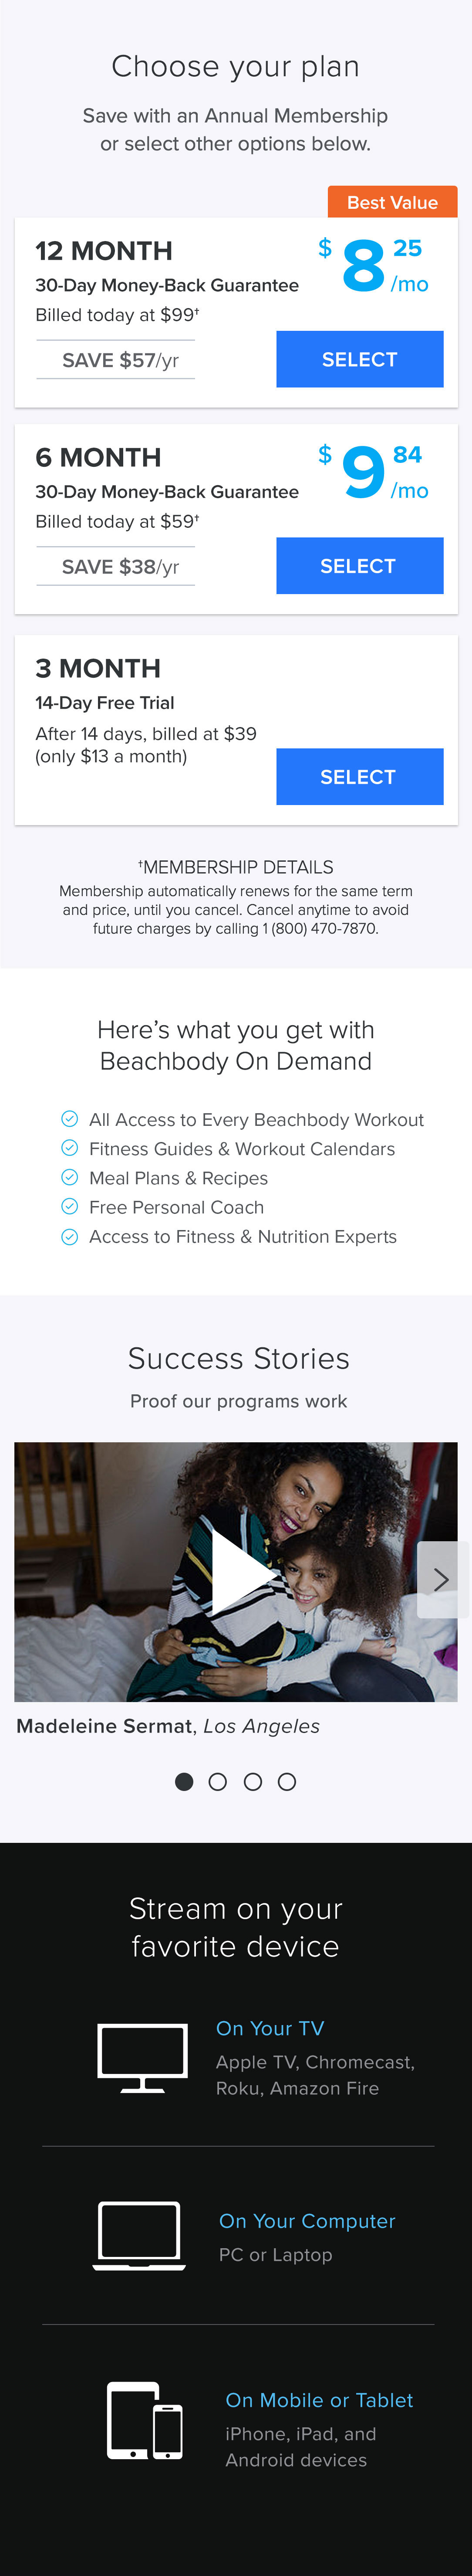 Choose your plan
Save with an Annual Membership
or select other options below.
Best Value
12 MONTH
$ 8 25 /mo
30-Day Money-Back Guarantee
Billed today at $99†
SAVE $57/yr
SELECT
6 MONTH
$ 9 84 /mo
30-Day Money-Back Guarantee
Billed today at $59†
SAVE $38/yr
SELECT
3 MONTH
14-Day Free Trial
After 14 days, billed at $39
(only $13 a month)
SELECT
†MEMBERSHIP DETAILS
Membership automatically renews for the same term
and price, until you cancel. Cancel anytime to avoid
future charges by calling 1 (800) 470-7870.
Here’s what you get with
Beachbody On Demand
All Access to Every Beachbody Workout
Fitness Guides & Workout Calendars
Meal Plans & Recipes
Free Personal Coach
Access to Fitness & Nutrition Experts
Success Stories
Proof our programs work
Madeleine Sermat, Los Angeles
Stream on your
favorite device
On Your TV
Apple TV, Chromecast,
Roku, Amazon Fire
On Your Computer
PC or Laptop
On Mobile or Tablet
iPhone, iPad, and
Android devices